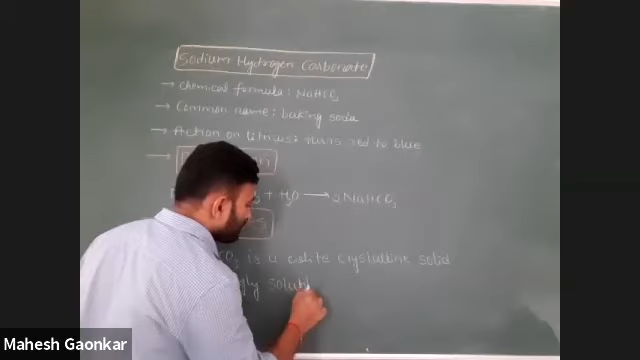 Sodium Hydrogen Carbonate
→ chemical formula: NaHCO3
→ Common name: baking soda
→ Action on litmus: turns red to blue
→
+ H2O → 2NaHCO3
is a white crystalline solid
Mahesh Gaonkar